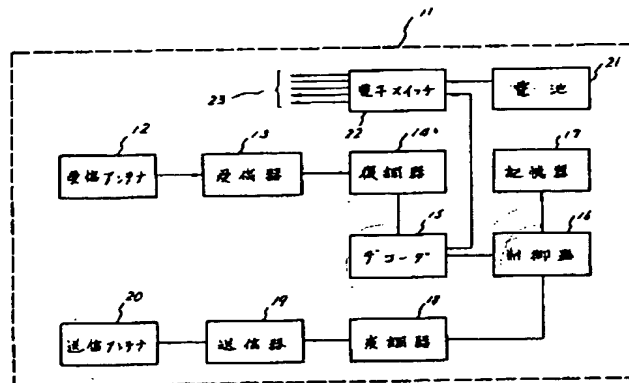 11
電子スイッチ
電池
21
23
22
12
13
14
17
受信アンテナ
受信器
復調器
記憶器
15
16
デコーダ
制御器
20
19
18
送信アンテナ
送信器
変調器